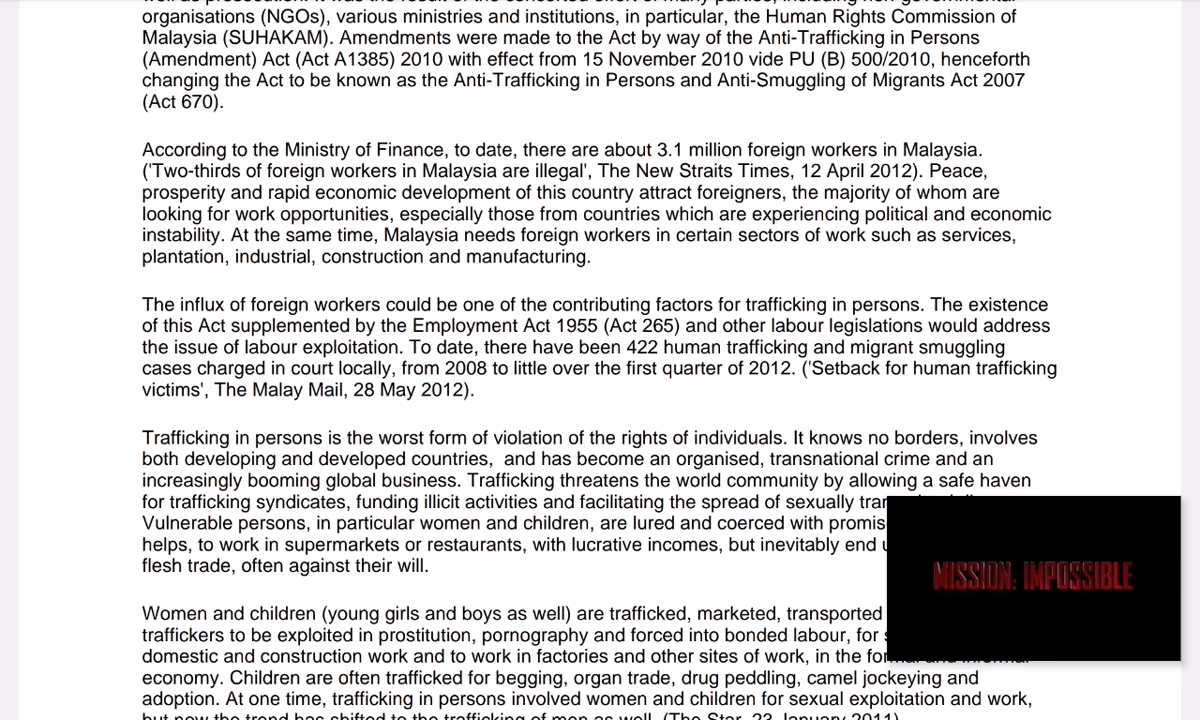 organisations (NGOs), various ministries and institutions, in particular, the Human Rights Commission of
Malaysia (SUHAKAM). Amendments were made to the Act by way of the Anti-Trafficking in Persons
(Amendment) Act (Act A1385) 2010 with effect from 15 November 2010 vide PU (B) 500/2010, henceforth
changing the Act to be known as the Anti-Trafficking in Persons and Anti-Smuggling of Migrants Act 2007
(Act 670).
According to the Ministry of Finance, to date, there are about 3.1 million foreign workers in Malaysia.
('Two-thirds of foreign workers in Malaysia are illegal', The New Straits Times, 12 April 2012). Peace,
prosperity and rapid economic development of this country attract foreigners, the majority of whom are
looking for work opportunities, especially those from countries which are experiencing political and economic
instability. At the same time, Malaysia needs foreign workers in certain sectors of work such as services,
plantation, industrial, construction and manufacturing.
The influx of foreign workers could be one of the contributing factors for trafficking in persons. The existence
of this Act supplemented by the Employment Act 1955 (Act 265) and other labour legislations would address
the issue of labour exploitation. To date, there have been 422 human trafficking and migrant smuggling
cases charged in court locally, from 2008 to little over the first quarter of 2012. ('Setback for human trafficking
victims', The Malay Mail, 28 May 2012).
Trafficking in persons is the worst form of violation of the rights of individuals. It knows no borders, involves
both developing and developed countries, and has become an organised, transnational crime and an
increasingly booming global business. Trafficking threatens the world community by allowing a safe haven
for trafficking syndicates, funding illicit activities and facilitating the spread of sexually
Vulnerable persons, in particular women and children, are lured and coerced with
helps, to work in supermarkets or restaurants, with lucrative incomes, but inevitably end
flesh trade, often against their will.
MISSION: IMPOSSIBLE
Women and children (young girls and boys as well) are trafficked, marketed, transported
traffickers to be exploited in prostitution, pornography and forced into bonded labour, for
domestic and construction work and to work in factories and other sites of work, in the
economy. Children are often trafficked for begging, organ trade, drug peddling, camel jockeying and
adoption. At one time, trafficking in persons involved women and children for sexual exploitation and work,
but now the trend has shifted to the trafficking of men as well. (The Star, 23 January 2011)